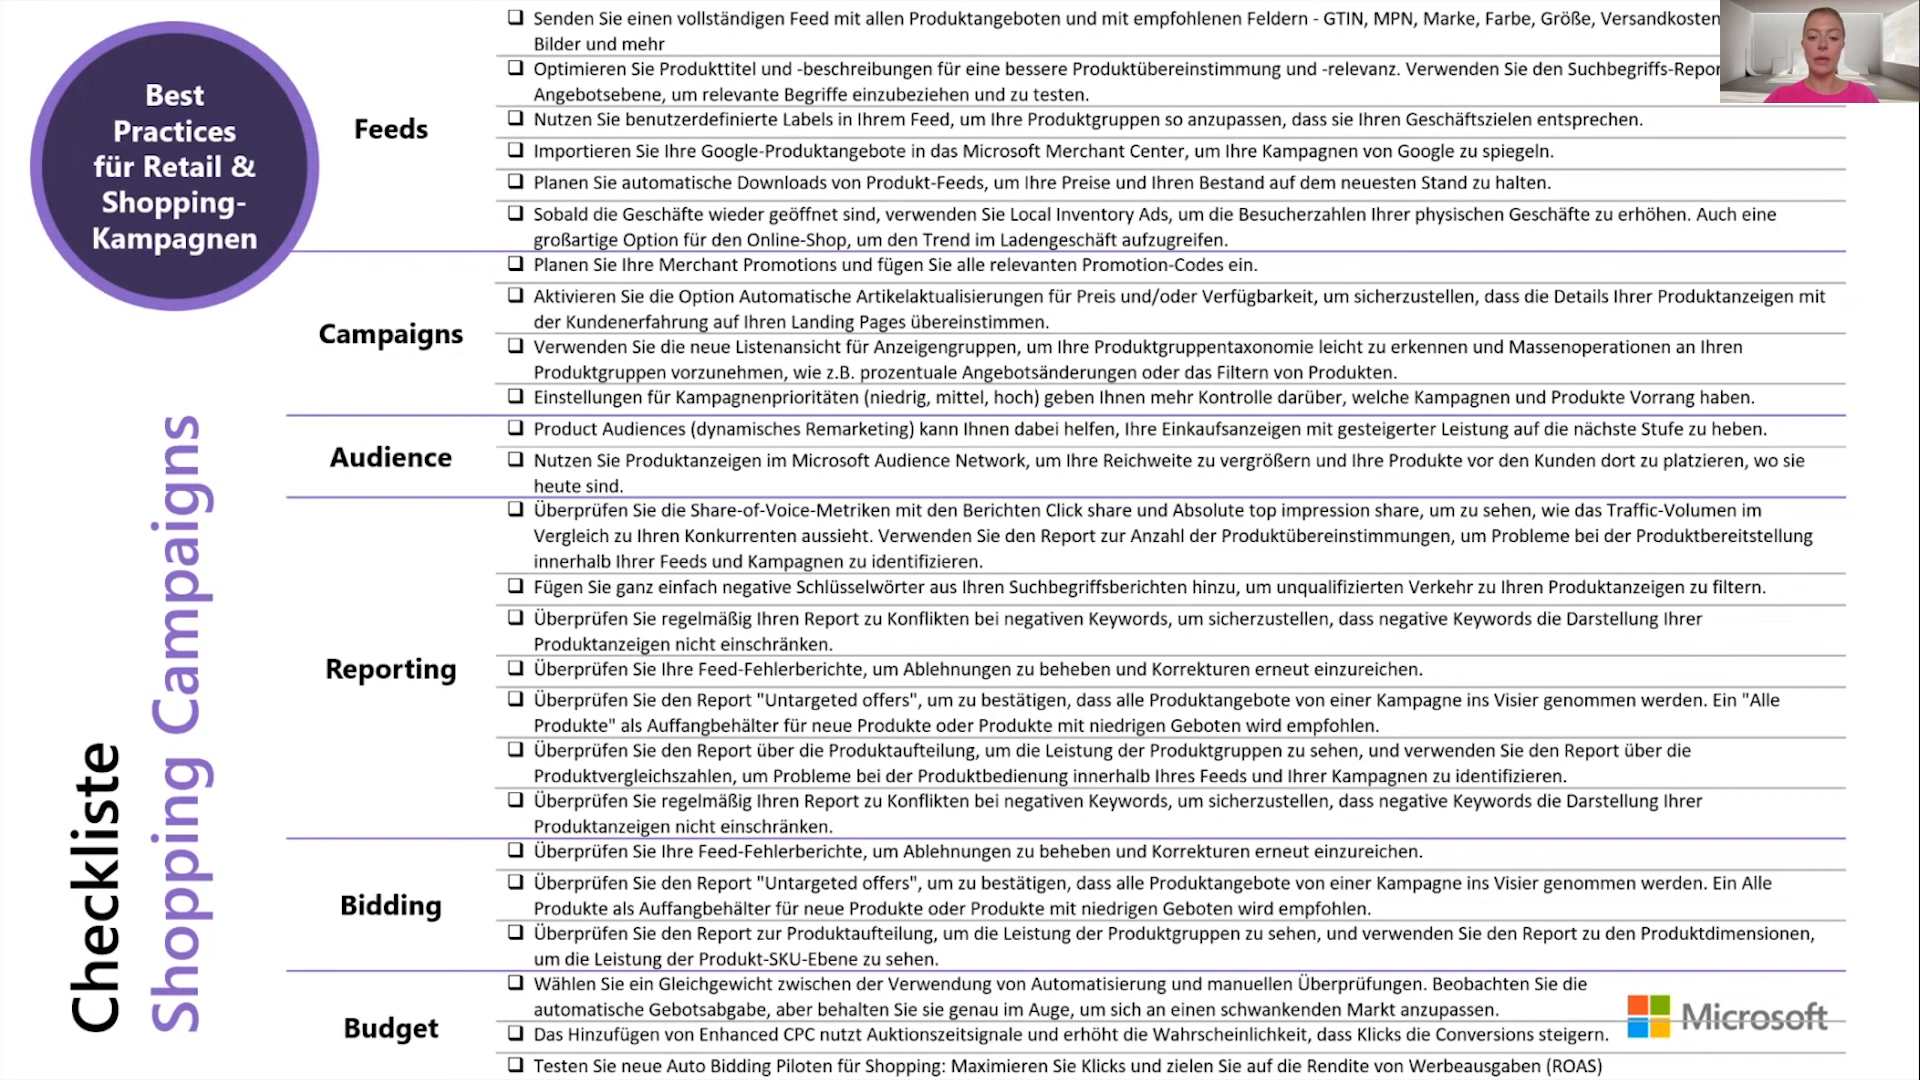 Best
Practices
für Retail &
Shopping-
Kampagnen
Checkliste
Shopping Campaigns
Feeds
Senden Sie einen vollständigen Feed mit allen Produktangeboten und mit empfohlenen Feldern - GTIN, MPN, Marke, Farbe, Größe, Versandkosten
Bilder und mehr
Optimieren Sie Produkttitel und -beschreibungen für eine bessere Produktübereinstimmung und -relevanz. Verwenden Sie den Suchbegriffs-Repor
Angebotsebene, um relevante Begriffe einzubeziehen und zu testen.
Nutzen Sie benutzerdefinierte Labels in Ihrem Feed, um Ihre Produktgruppen so anzupassen, dass sie Ihren Geschäftszielen entsprechen.
Importieren Sie Ihre Google-Produktangebote in das Microsoft Merchant Center, um Ihre Kampagnen von Google zu spiegeln.
Planen Sie automatische Downloads von Produkt-Feeds, um Ihre Preise und Ihren Bestand auf dem neuesten Stand zu halten.
Sobald die Geschäfte wieder geöffnet sind, verwenden Sie Local Inventory Ads, um die Besucherzahlen Ihrer physischen Geschäfte zu erhöhen. Auch eine
großartige Option für den Online-Shop, um den Trend im Ladengeschäft aufzugreifen.
Campaigns
Planen Sie Ihre Merchant Promotions und fügen Sie alle relevanten Promotion-Codes ein.
Aktivieren Sie die Option Automatische Artikelaktualisierungen für Preis und/oder Verfügbarkeit, um sicherzustellen, dass die Details Ihrer Produktanzeigen mit
der Kundenerfahrung auf Ihren Landing Pages übereinstimmen.
Verwenden Sie die neue Listenansicht für Anzeigengruppen, um Ihre Produktgruppentaxonomie leicht zu erkennen und Massenoperationen an Ihren
Produktgruppen vorzunehmen, wie z.B. prozentuale Angebotsänderungen oder das Filtern von Produkten.
Einstellungen für Kampagnenprioritäten (niedrig, mittel, hoch) geben Ihnen mehr Kontrolle darüber, welche Kampagnen und Produkte Vorrang haben.
Audience
Product Audiences (dynamisches Remarketing) kann Ihnen dabei helfen, Ihre Einkaufsanzeigen mit gesteigerter Leistung auf die nächste Stufe zu heben.
Nutzen Sie Produktanzeigen im Microsoft Audience Network, um Ihre Reichweite zu vergrößern und Ihre Produkte vor den Kunden dort zu platzieren, wo sie
heute sind.
Reporting
Überprüfen Sie die Share-of-Voice-Metriken mit den Berichten Click share und Absolute top impression share, um zu sehen, wie das Traffic-Volumen im
Vergleich zu Ihren Konkurrenten aussieht. Verwenden Sie den Report zur Anzahl der Produktübereinstimmungen, um Probleme bei der Produktbereitstellung
innerhalb Ihrer Feeds und Kampagnen zu identifizieren.
Fügen Sie ganz einfach negative Schlüsselwörter aus Ihren Suchbegriffsberichten hinzu, um unqualifizierten Verkehr zu Ihren Produktanzeigen zu filtern.
Überprüfen Sie regelmäßig Ihren Report zu Konflikten bei negativen Keywords, um sicherzustellen, dass negative Keywords die Darstellung Ihrer
Produktanzeigen nicht einschränken.
Überprüfen Sie Ihre Feed-Fehlerberichte, um Ablehnungen zu beheben und Korrekturen erneut einzureichen.
Überprüfen Sie den Report "Untargeted offers", um zu bestätigen, dass alle Produktangebote von einer Kampagne ins Visier genommen werden. Ein "Alle
Produkte" als Auffangbehälter für neue Produkte oder Produkte mit niedrigen Geboten wird empfohlen.
Überprüfen Sie den Report über die Produktaufteilung, um die Leistung der Produktgruppen zu sehen, und verwenden Sie den Report über die
Produktvergleichszahlen, um Probleme bei der Produktbedienung innerhalb Ihres Feeds und Ihrer Kampagnen zu identifizieren.
Überprüfen Sie regelmäßig Ihren Report zu Konflikten bei negativen Keywords, um sicherzustellen, dass negative Keywords die Darstellung Ihrer
Produktanzeigen nicht einschränken.
Bidding
Überprüfen Sie Ihre Feed-Fehlerberichte, um Ablehnungen zu beheben und Korrekturen erneut einzureichen.
Überprüfen Sie den Report "Untargeted offers", um zu bestätigen, dass alle Produktangebote von einer Kampagne ins Visier genommen werden. Ein Alle
Produkte als Auffangbehälter für neue Produkte oder Produkte mit niedrigen Geboten wird empfohlen.
Überprüfen Sie den Report zur Produktaufteilung, um die Leistung der Produktgruppen zu sehen, und verwenden Sie den Report zu den Produktdimensionen,
um die Leistung der Produkt-SKU-Ebene zu sehen.
Budget
Wählen Sie ein Gleichgewicht zwischen der Verwendung von Automatisierung und manuellen Überprüfungen. Beobachten Sie die
automatische Gebotsabgabe, aber behalten Sie sie genau im Auge, um sich an einen schwankenden Markt anzupassen.
Das Hinzufügen von Enhanced CPC nutzt Auktionszeitsignale und erhöht die Wahrscheinlichkeit, dass Klicks die Conversions steigern.
Testen Sie neue Auto Bidding Piloten für Shopping: Maximieren Sie Klicks und zielen Sie auf die Rendite von Werbeausgaben (ROAS)
Microsoft